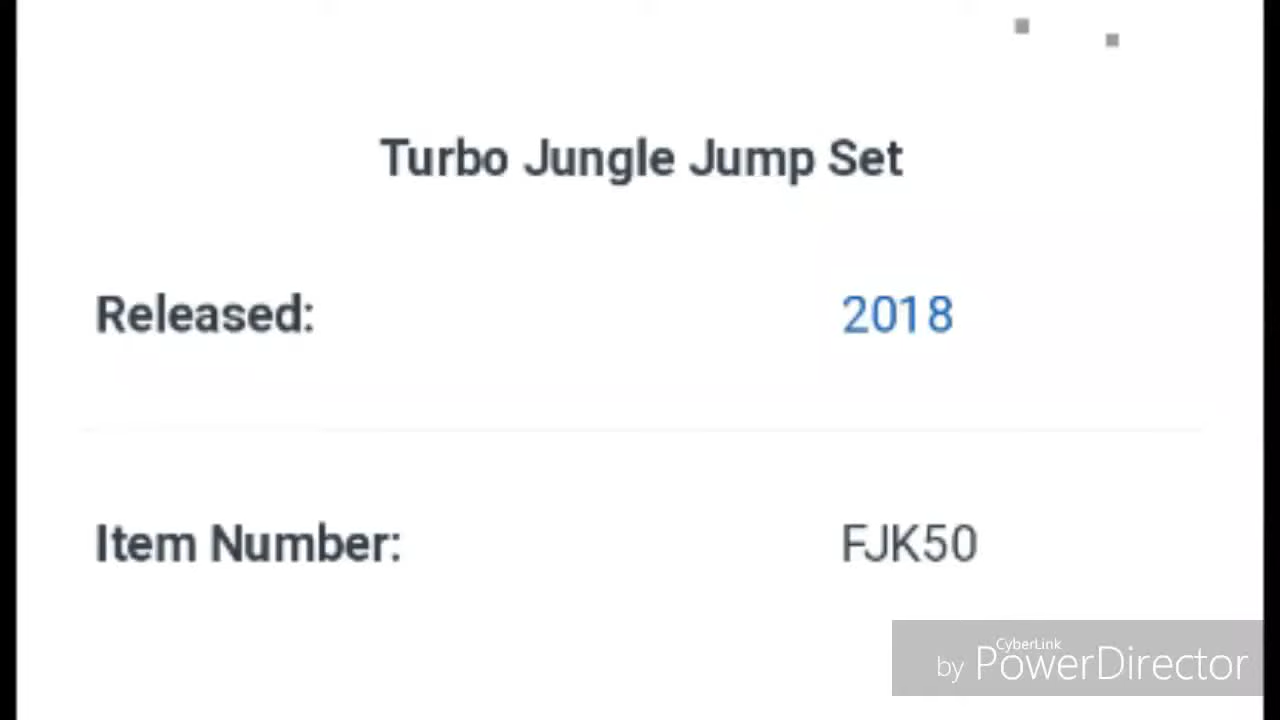 Turbo Jungle Jump Set
Released: 2018
Item Number: FJK50
CyberLink
by PowerDirector